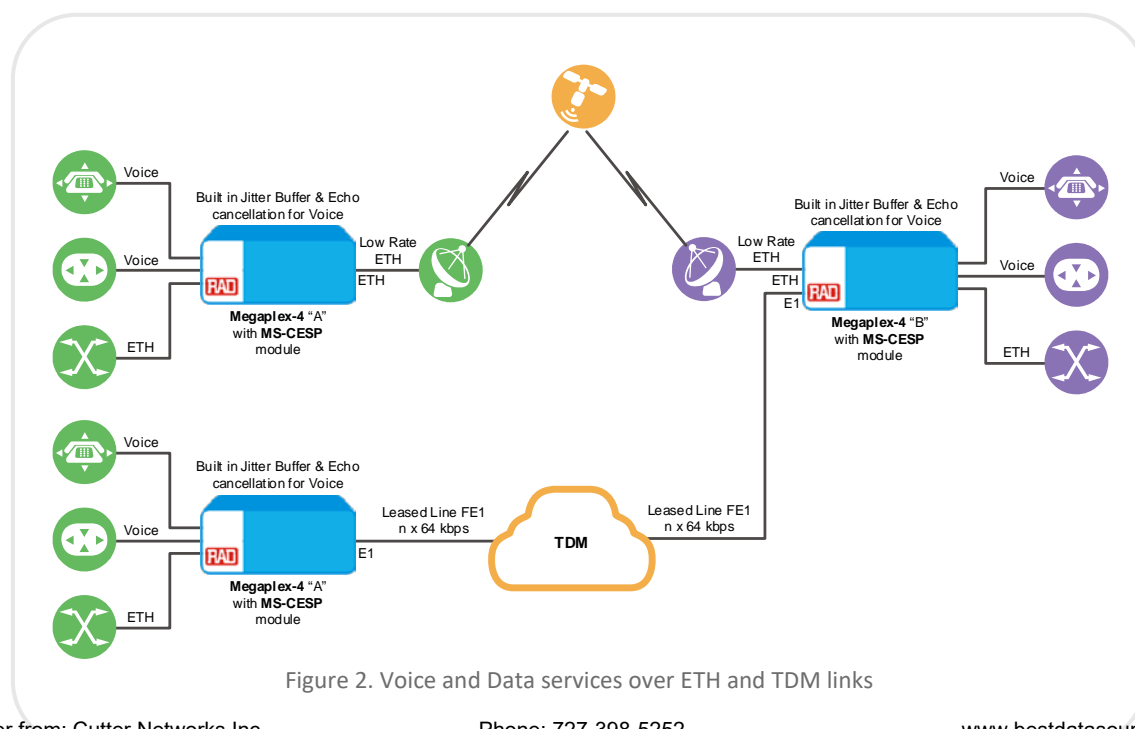 Voice
Built in Jitter Buffer & Echo
cancellation for Voice
Voice
RAD
Low Rate
ETH
ETH
Megaplex-4 “A”
with MS-CESP
module
ETH
Voice
Built in Jitter Buffer & Echo
cancellation for Voice
Low Rate
ETH
ETH
E1
RAD
Voice
Megaplex-4 “B”
with MS-CESP
module
ETH
Voice
Built in Jitter Buffer & Echo
cancellation for Voice
Voice
RAD
E1
Leased Line FE1
n x 64 kbps
TDM
Leased Line FE1
n x 64 kbps
Megaplex-4 “A”
with MS-CESP
module
ETH
Figure 2. Voice and Data services over ETH and TDM links
from: Cutter Networks Inc
Phone: 727-398-5252